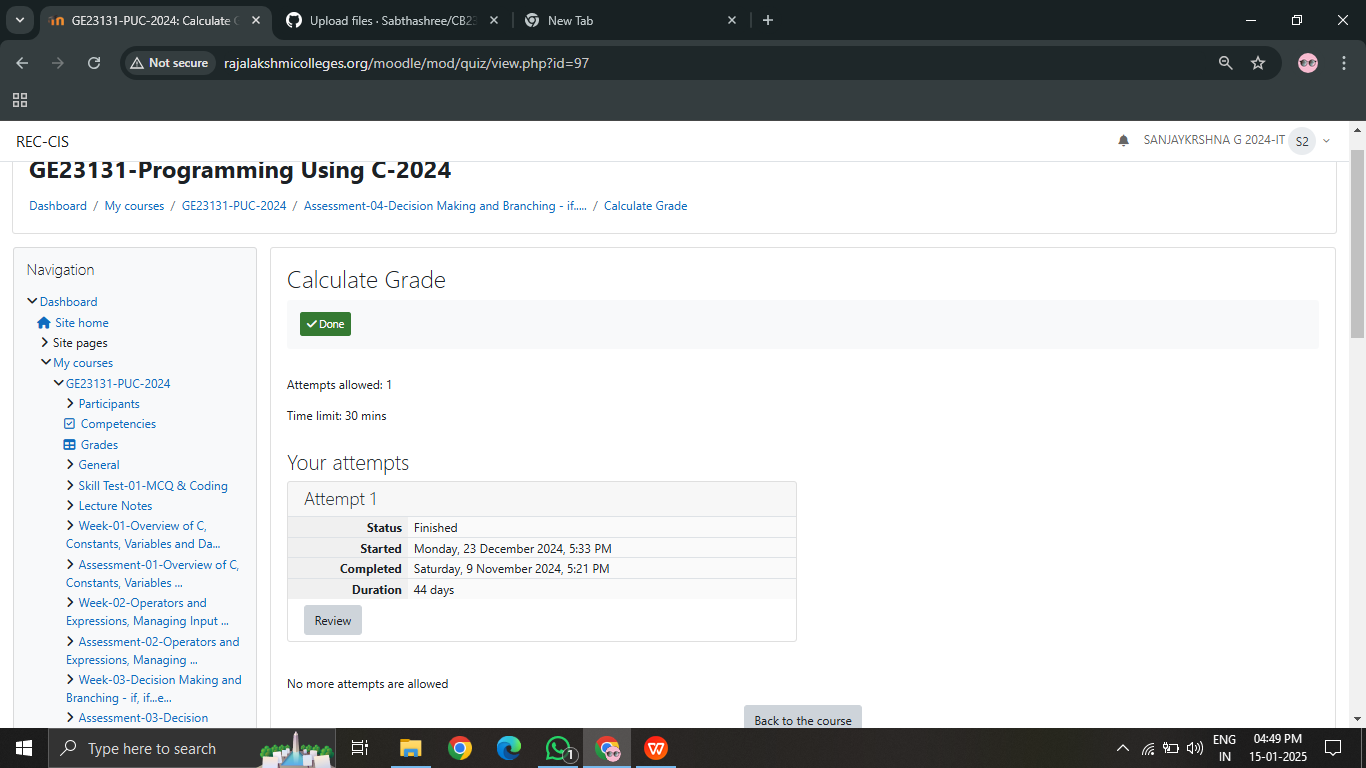 GE23131-PUC-2024: Calculate G
Upload files · Sabthashree/CB23
New Tab
Not secure
rajalakshmicolleges.org/moodle/mod/quiz/view.php?id=97
REC-CIS
SANJAYKRSHNA G 2024-IT
S2
GE23131-Programming Using C-2024
Dashboard / My courses / GE23131-PUC-2024 / Assessment-04-Decision Making and Branching - if..... / Calculate Grade
Navigation
Dashboard
Site home
Site pages
My courses
GE23131-PUC-2024
Participants
Competencies
Grades
General
Skill Test-01-MCQ & Coding
Lecture Notes
Week-01-Overview of C,
Constants, Variables and Da...
Assessment-01-Overview of C,
Constants, Variables ...
Week-02-Operators and
Expressions, Managing Input ...
Assessment-02-Operators and
Expressions, Managing ...
Week-03-Decision Making and
Branching - if, if...e...
Assessment-03-Decision
Calculate Grade
Done
Attempts allowed: 1
Time limit: 30 mins
Your attempts
Attempt 1
Status Finished
Started Monday, 23 December 2024, 5:33 PM
Completed Saturday, 9 November 2024, 5:21 PM
Duration 44 days
Review
No more attempts are allowed
Back to the course
Type here to search
1
ENG
IN
04:49 PM
15-01-2025